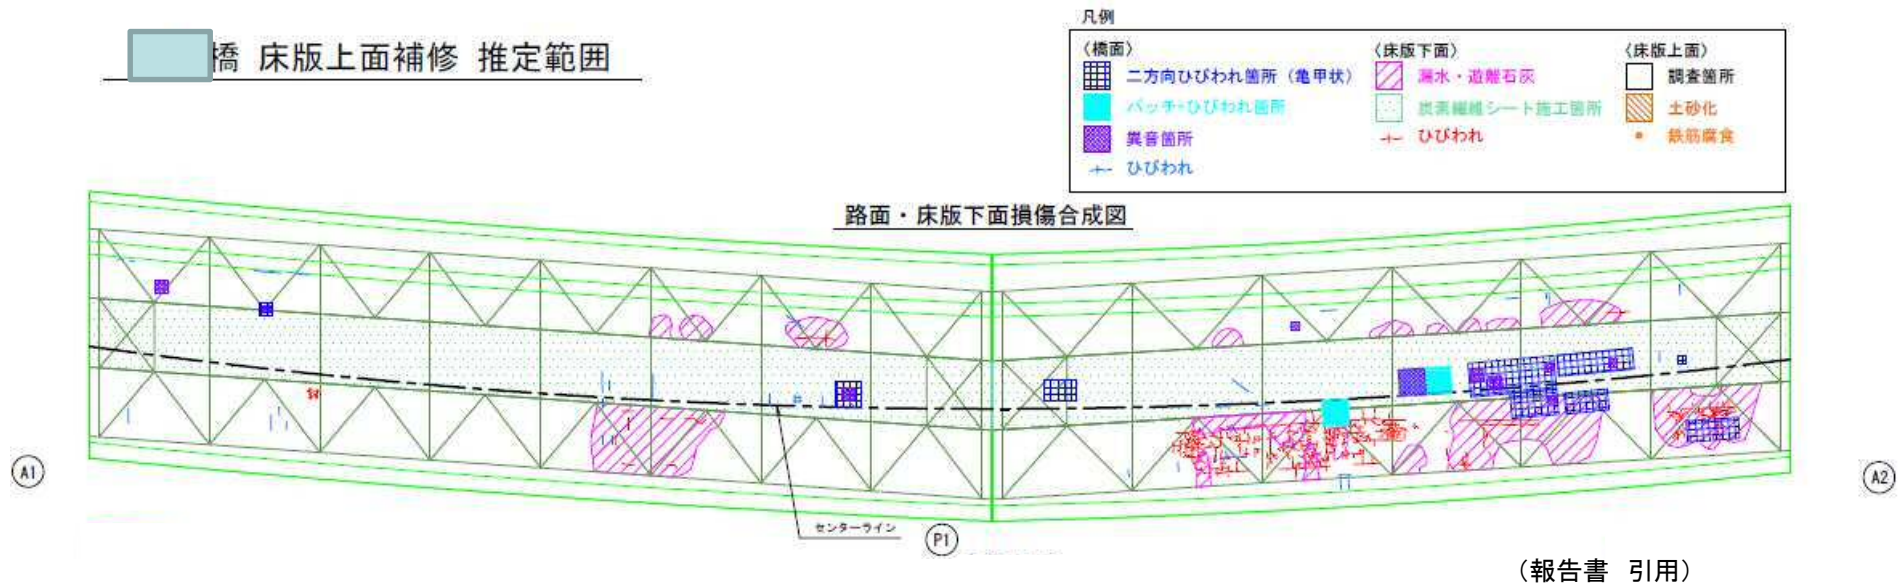 橋 床版上面補修 推定範囲
凡例
〈橋面〉
二方向ひびわれ箇所（亀甲状）
パッチ・ひびわれ箇所
異音箇所
ひびわれ
〈床版下面〉
漏水・遊離石灰
炭素繊維シート施工箇所
ひびわれ
〈床版上面〉
調査箇所
土砂化
鉄筋腐食
路面・床版下面損傷合成図
A1
センターライン
P1
A2
（報告書 引用）